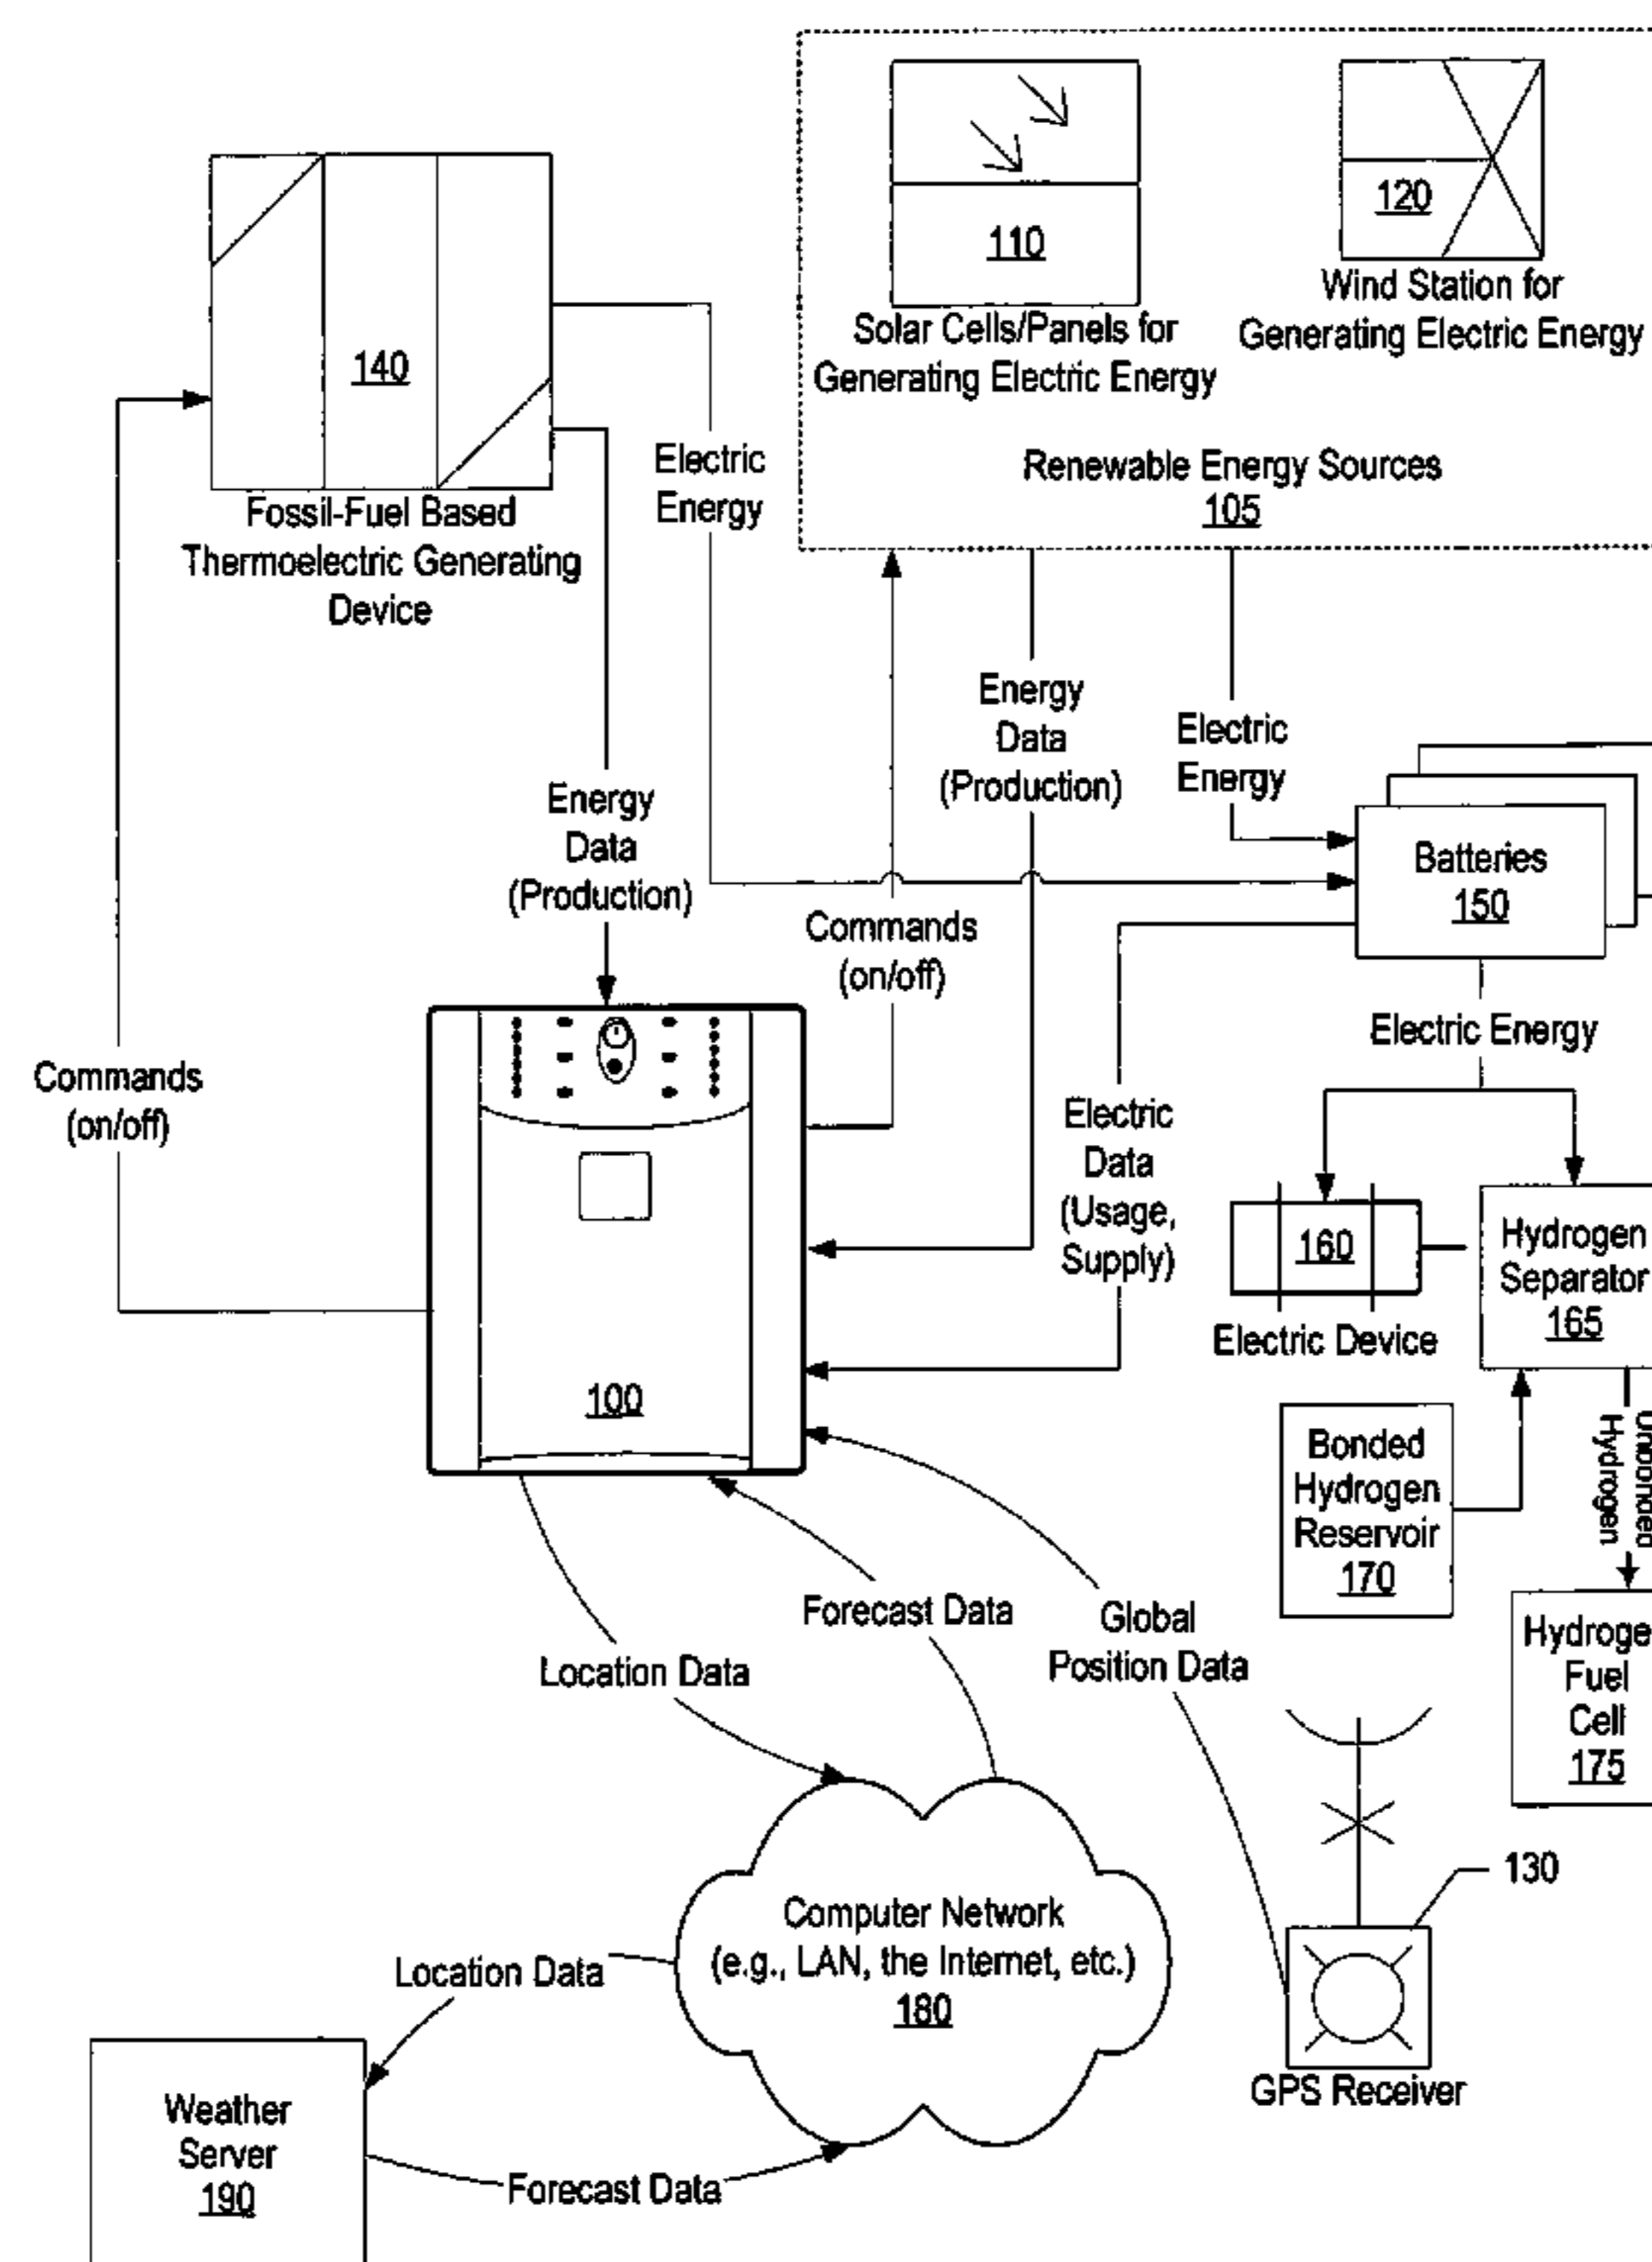 110
120
Solar Cells/Panels for
Generating Electric Energy
Wind Station for
Generating Electric Energy
Renewable Energy Sources
105
140
Fossil-Fuel Based
Thermoelectric Generating
Device
Electric
Energy
Energy
Data
(Production)
Energy
Data
(Production)
Electric
Energy
Batteries
150
Commands
(on/off)
Commands
(on/off)
Electric Energy
Electric
Data
(Usage,
Supply)
160
Electric Device
Hydrogen
Separator
165
100
Bonded
Hydrogen
Reservoir
170
Hydrogen
Fuel
Cell
175
Forecast Data
Global
Position Data
Location Data
130
GPS Receiver
Computer Network
(e.g., LAN, the Internet, etc.)
180
Location Data
Weather
Server
190
Forecast Data